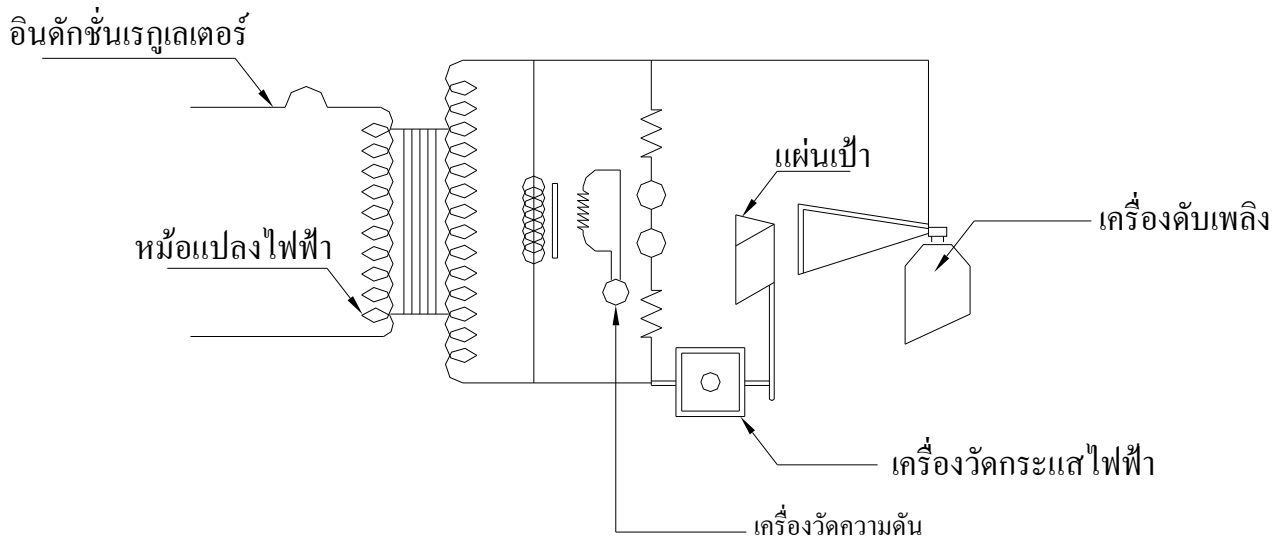 อินดักชั่นเรกูเลเตอร์
แผ่นเป้า
เครื่องดับเพลิง
หม้อแปลงไฟฟ้า
เครื่องวัดกระแสไฟฟ้า
เครื่องวัดความดัน